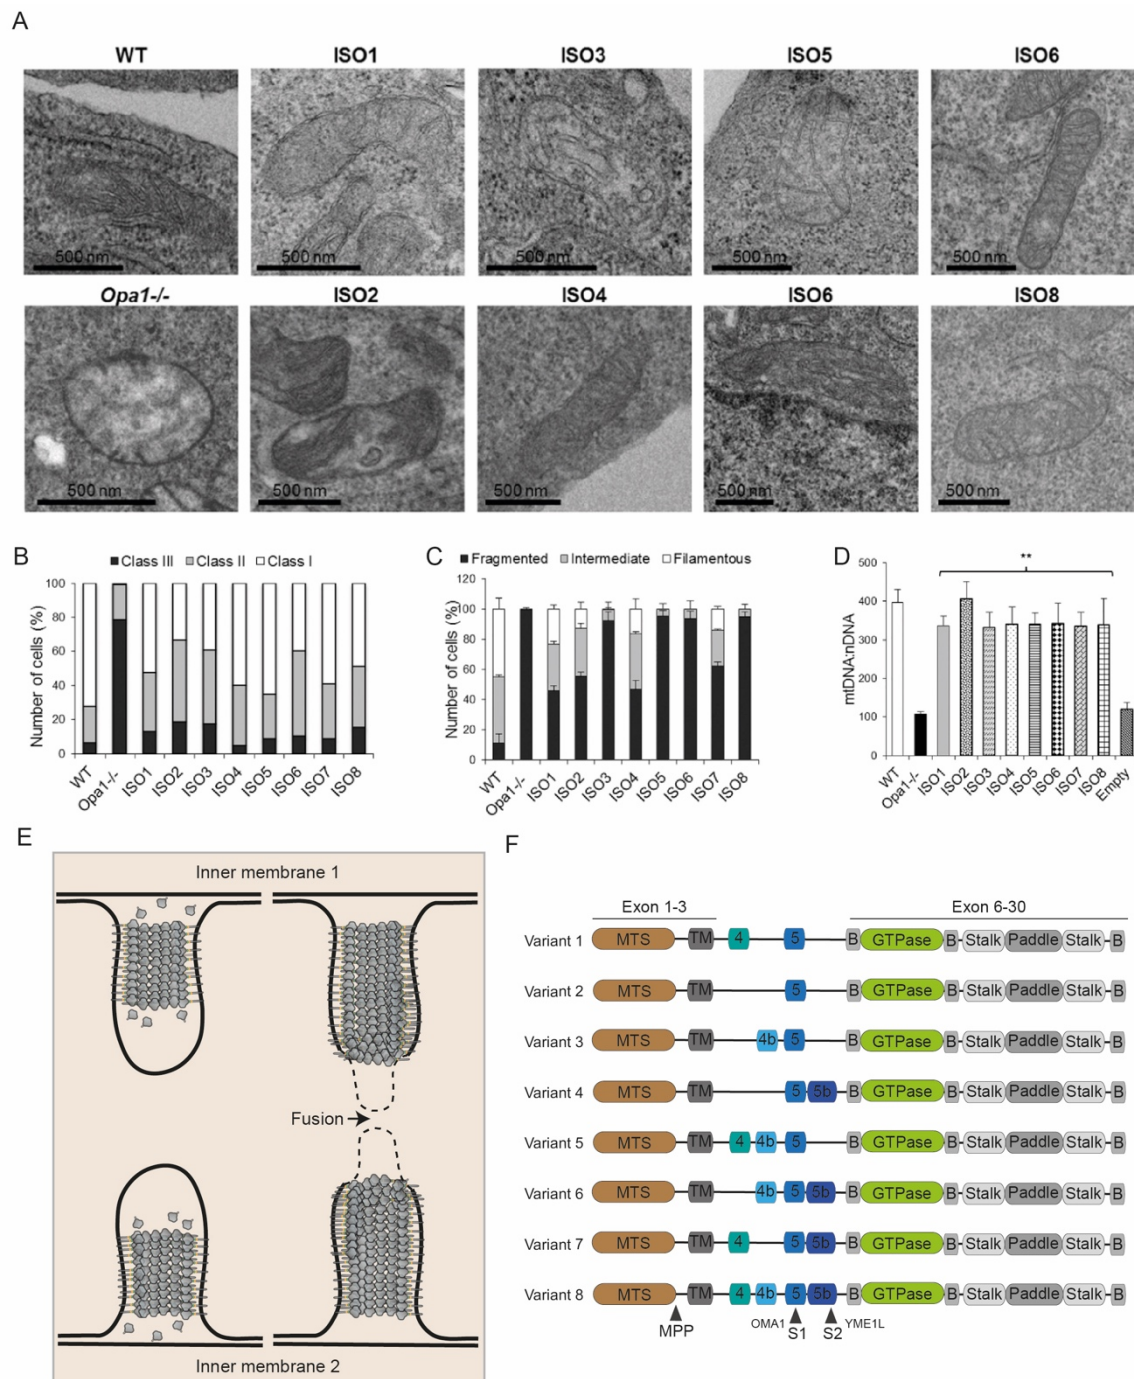 A
WT ISO1 ISO3 ISO5 ISO6
500 nm 500 nm 500 nm 500 nm 500 nm
Opa1-/- ISO2 ISO4 ISO6 ISO8
500 nm 500 nm 500 nm 500 nm 500 nm
B
Class III Class II Class I
Number of cells (%)
100
80
60
40
20
0
WT Opa1-/- ISO1 ISO2 ISO3 ISO4 ISO5 ISO6 ISO7 ISO8
C
Fragmented Intermediate Filamentous
Number of cells (%)
120
100
80
60
40
20
0
WT Opa1-/- ISO1 ISO2 ISO3 ISO4 ISO5 ISO6 ISO7 ISO8
D
**
mtDNA:nDNA
500
400
300
200
100
0
WT Opa1-/- ISO1 ISO2 ISO3 ISO4 ISO5 ISO6 ISO7 ISO8 Empty
E
Inner membrane 1
Fusion
Inner membrane 2
F
Exon 1-3 Exon 6-30
Variant 1 MTS TM 4 5 B GTPase B Stalk Paddle Stalk B
Variant 2 MTS TM 5 B GTPase B Stalk Paddle Stalk B
Variant 3 MTS TM 4b 5 B GTPase B Stalk Paddle Stalk B
Variant 4 MTS TM 5 5b B GTPase B Stalk Paddle Stalk B
Variant 5 MTS TM 4 4b 5 B GTPase B Stalk Paddle Stalk B
Variant 6 MTS TM 4b 5 5b B GTPase B Stalk Paddle Stalk B
Variant 7 MTS TM 4 5 5b B GTPase B Stalk Paddle Stalk B
Variant 8 MTS TM 4 4b 5 5b B GTPase B Stalk Paddle Stalk B
MPP OMA1 S1 S2 YME1L